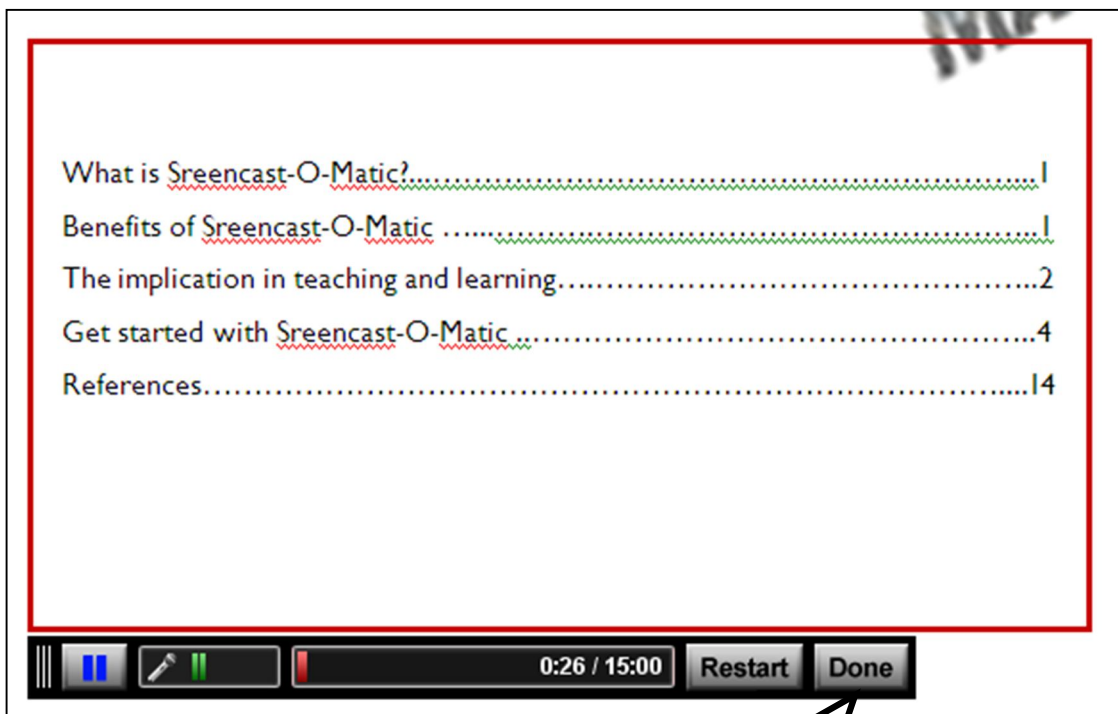 What is Sreencast-O-Matic?...……………………………………………………...1
Benefits of Sreencast-O-Matic …...……………………………………………..1
The implication in teaching and learning…………………………………………..2
Get started with Sreencast-O-Matic ..………………………………………………..4
References…………………………………………………………………………....14
0:26 / 15:00 Restart Done